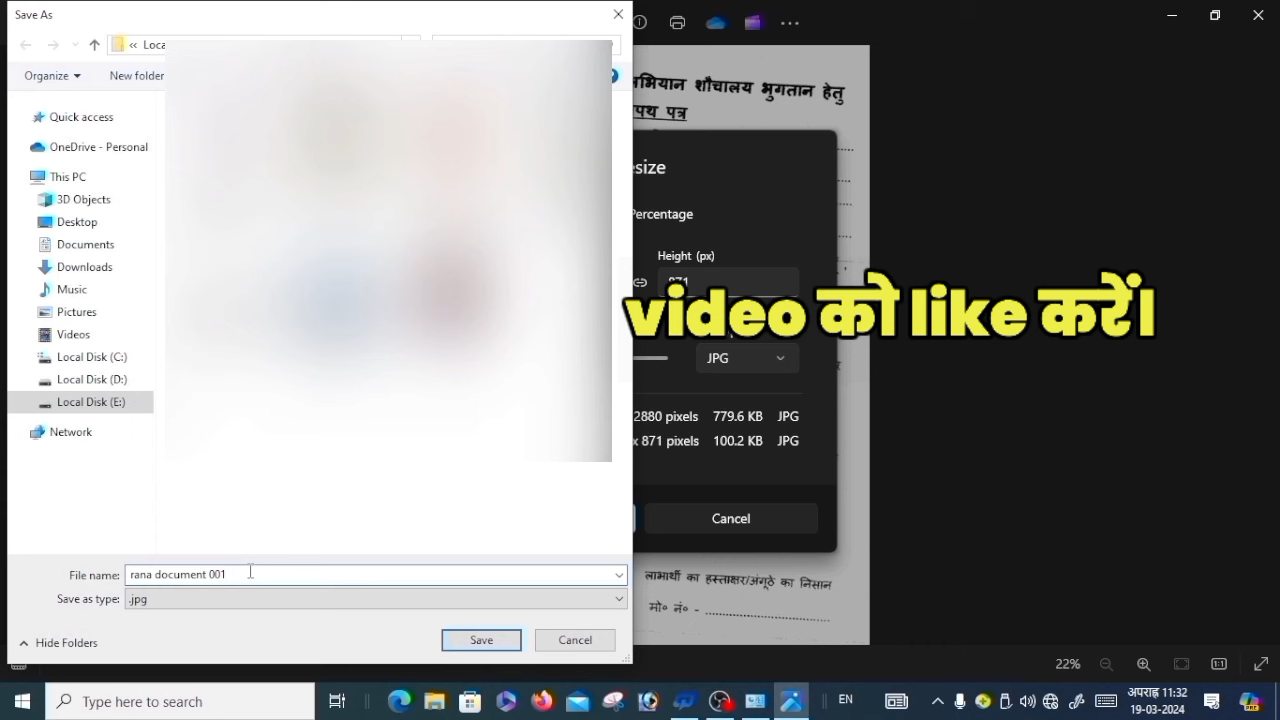 Save As
« Loca
Organize
New folder
Quick access
OneDrive - Personal
This PC
3D Objects
Desktop
Documents
Downloads
Music
Pictures
Videos
Local Disk (C:)
Local Disk (D:)
Local Disk (E:)
Network
File name: rana document 001
Save as type: .jpg
Hide Folders
Save
Cancel
भियान शौचालय भुगतान हेतु
पथ पत्र
esize
Percentage
Height (px)
871
video को like करें।
JPG
2880 pixels 779.6 KB JPG
x 871 pixels 100.2 KB JPG
Cancel
लाभार्थी का हस्ताक्षर/अंगूठे का निसान
मो० नं० -
22%
Type here to search
EN
अपराह्न 11:32
19-03-2024
PRE